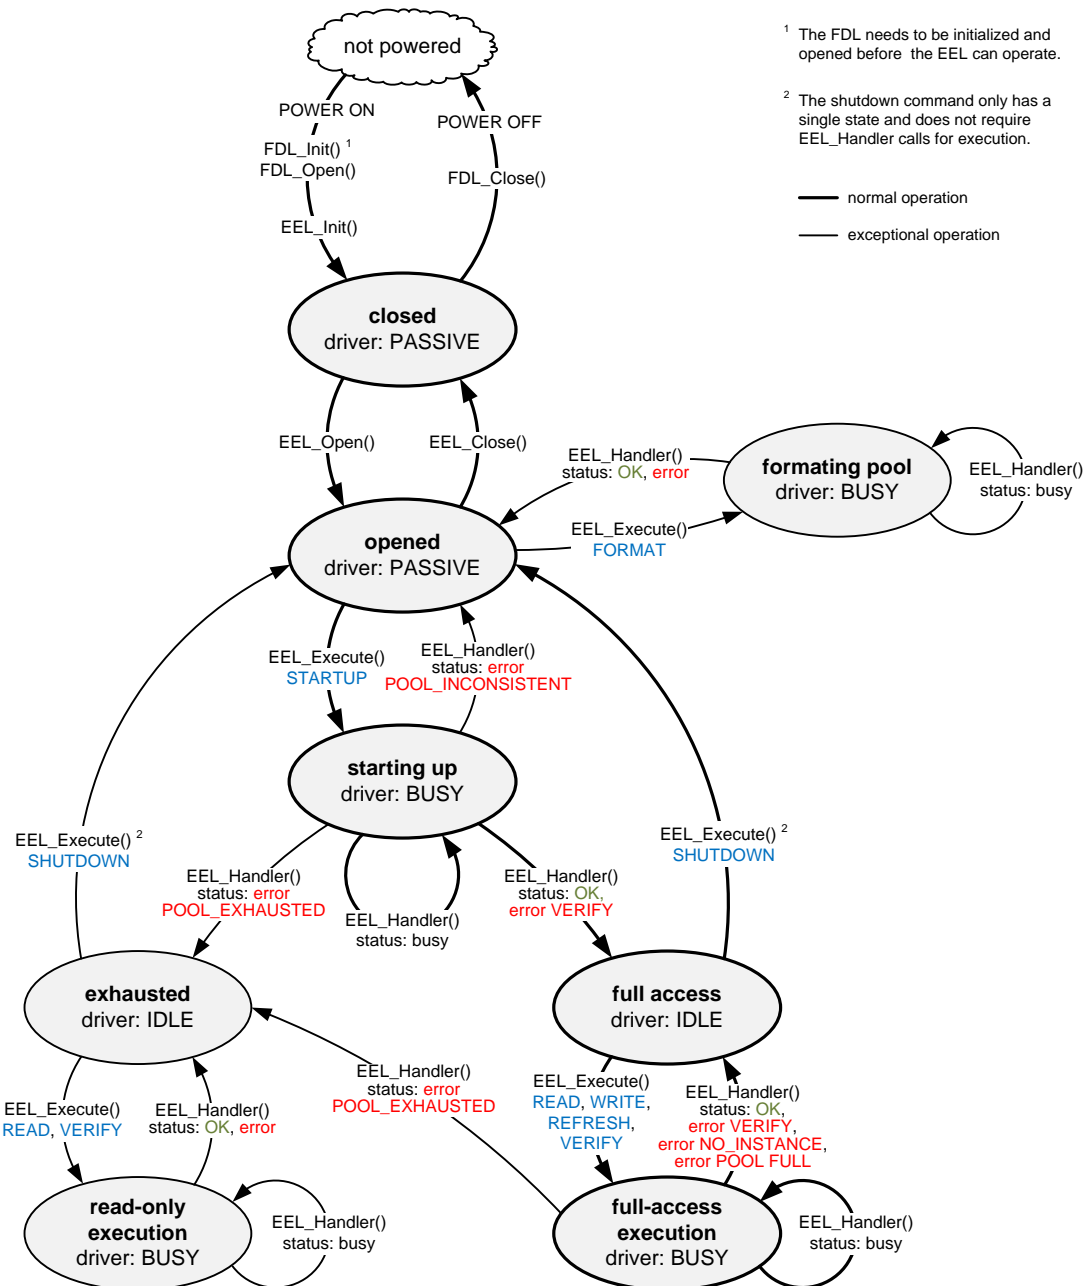 not powered
1 The FDL needs to be initialized and
opened before the EEL can operate.
2 The shutdown command only has a
single state and does not require
EEL_Handler calls for execution.
normal operation
exceptional operation
POWER ON
FDL_Init() 1
FDL_Open()
EEL_Init()
POWER OFF
FDL_Close()
closed
driver: PASSIVE
EEL_Open()
EEL_Close()
EEL_Handler()
status: OK, error
formating pool
driver: BUSY
EEL_Handler()
status: busy
opened
driver: PASSIVE
EEL_Execute()
FORMAT
EEL_Execute()
STARTUP
EEL_Handler()
status: error
POOL_INCONSISTENT
starting up
driver: BUSY
EEL_Execute() 2
SHUTDOWN
EEL_Execute() 2
SHUTDOWN
EEL_Handler()
status: error
POOL_EXHAUSTED
EEL_Handler()
status: busy
EEL_Handler()
status: OK,
error VERIFY
exhausted
driver: IDLE
full access
driver: IDLE
EEL_Execute()
READ, VERIFY
EEL_Handler()
status: OK, error
EEL_Handler()
status: error
POOL_EXHAUSTED
EEL_Execute()
READ, WRITE,
REFRESH,
VERIFY
EEL_Handler()
status: OK,
error VERIFY,
error NO_INSTANCE,
error POOL FULL
read-only
execution
driver: BUSY
EEL_Handler()
status: busy
full-access
execution
driver: BUSY
EEL_Handler()
status: busy